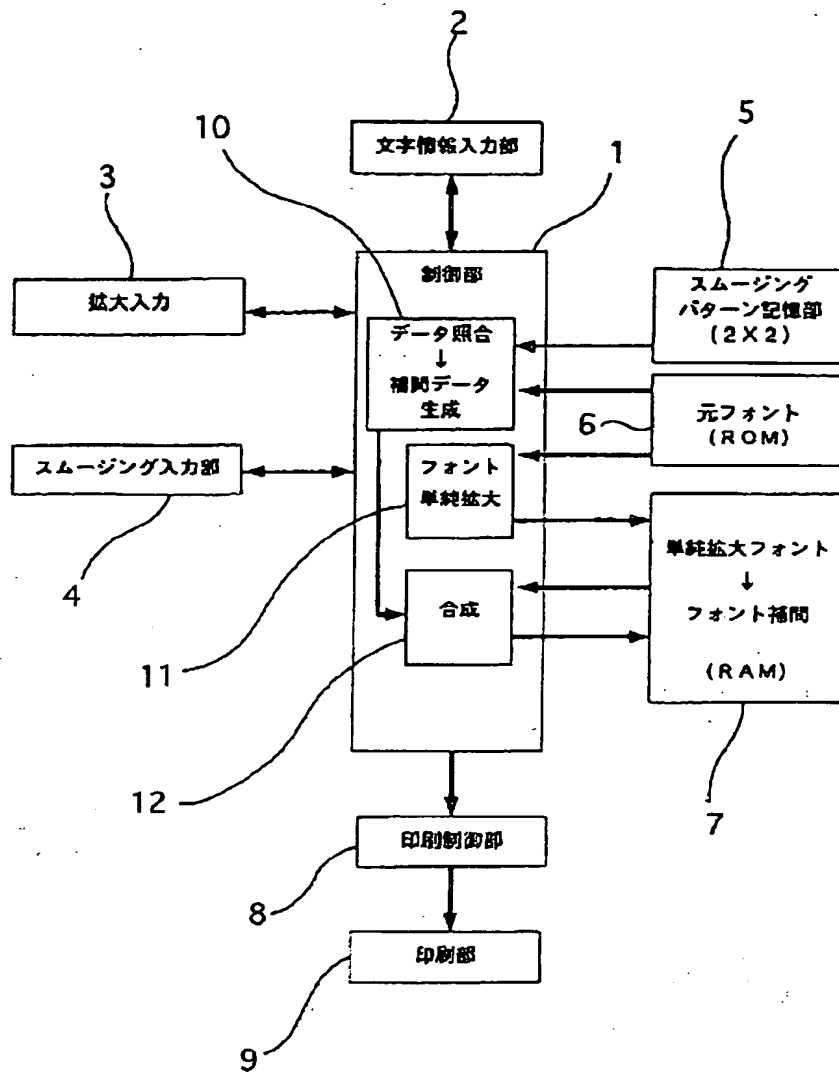 2
10
文字情報入力部
1
5
3
拡大入力
制御部
スムージング
パターン記憶部
(2×2)
データ照合
↓
補間データ
生成
6
元フォント
(ROM)
スムージング入力部
4
フォント
単純拡大
11
単純拡大フォント
↓
フォント補間
(RAM)
合成
12
7
印刷制御部
8
印刷部
9